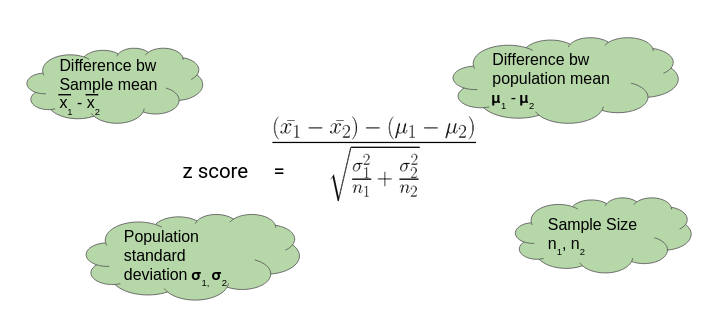 Difference bw
Sample mean
x̅₁ - x̅₂
Difference bw
population mean
μ₁ - μ₂
z score = ((x̄₁ − x̄₂) − (μ₁ − μ₂)) / √(σ₁²/n₁ + σ₂²/n₂)
Population
standard
deviation σ₁, σ₂
Sample Size
n₁, n₂